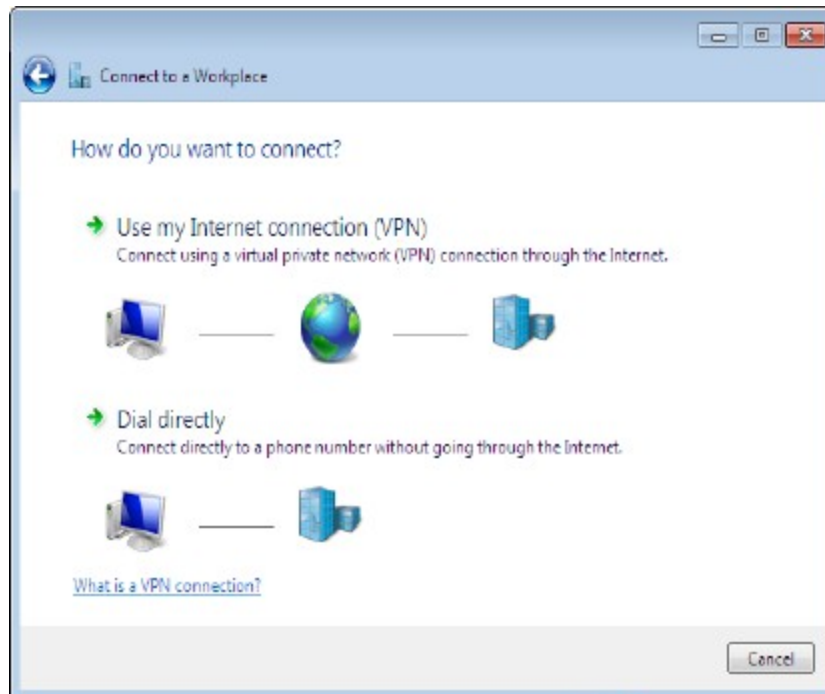 Connect to a Workplace
How do you want to connect?
Use my Internet connection (VPN)
Connect using a virtual private network (VPN) connection through the Internet.
Dial directly
Connect directly to a phone number without going through the Internet.
What is a VPN connection?
Cancel